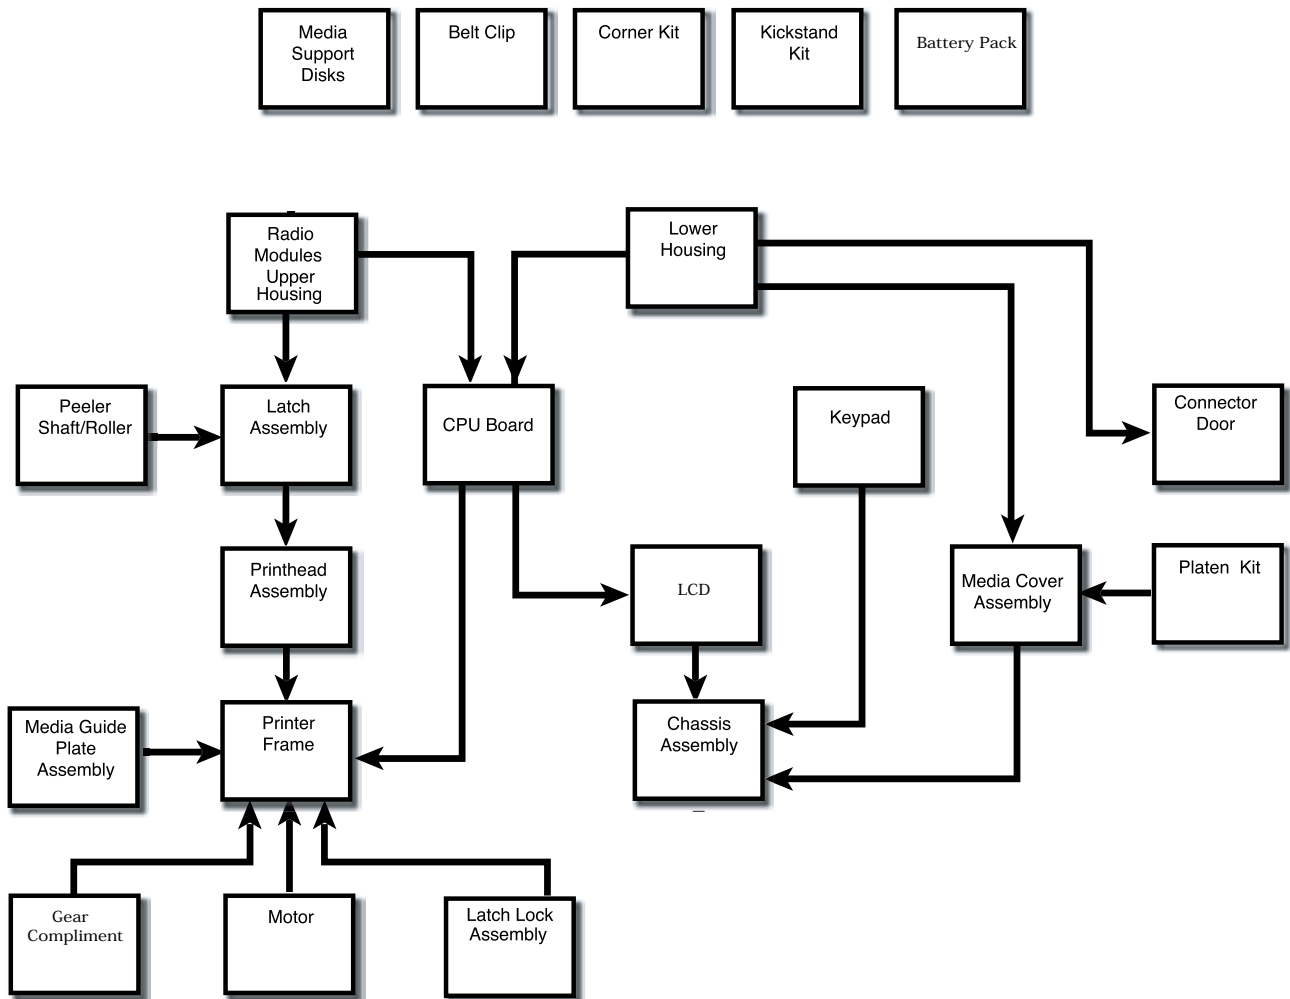 Media
Support
Disks
Belt Clip
Corner Kit
Kickstand
Kit
Battery Pack
Radio
Modules
Upper
Housing
Lower
Housing
Peeler
Shaft/Roller
Latch
Assembly
CPU Board
Keypad
Connector
Door
Printhead
Assembly
LCD
Media Cover
Assembly
Platen Kit
Media Guide
Plate
Assembly
Printer
Frame
Chassis
Assembly
Gear
Compliment
Motor
Latch Lock
Assembly